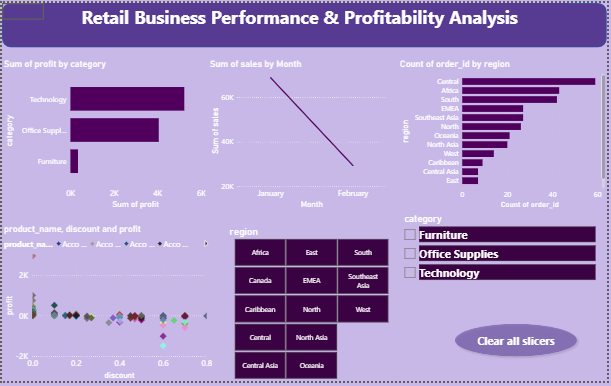 Retail Business Performance & Profitability Analysis
Sum of profit by category
category
Technology
Office Suppli...
Furniture
0K 2K 4K 6K
Sum of profit
Sum of sales by Month
Sum of sales
60K
40K
20K
January February
Month
Count of order_id by region
region
Central
Africa
South
EMEA
Southeast Asia
North
Oceania
North Asia
West
Caribbean
Central Asia
East
0 20 40 60
Count of order_id
product_name, discount and profit
product_na... Acco ... Acco ... Acco ... Acco ...
profit
2K
0K
-2K
0.0 0.2 0.4 0.6 0.8
discount
region
Africa East South
Canada EMEA Southeast
Asia
Caribbean North West
Central North Asia
Central Asia Oceania
category
Furniture
Office Supplies
Technology
Clear all slicers